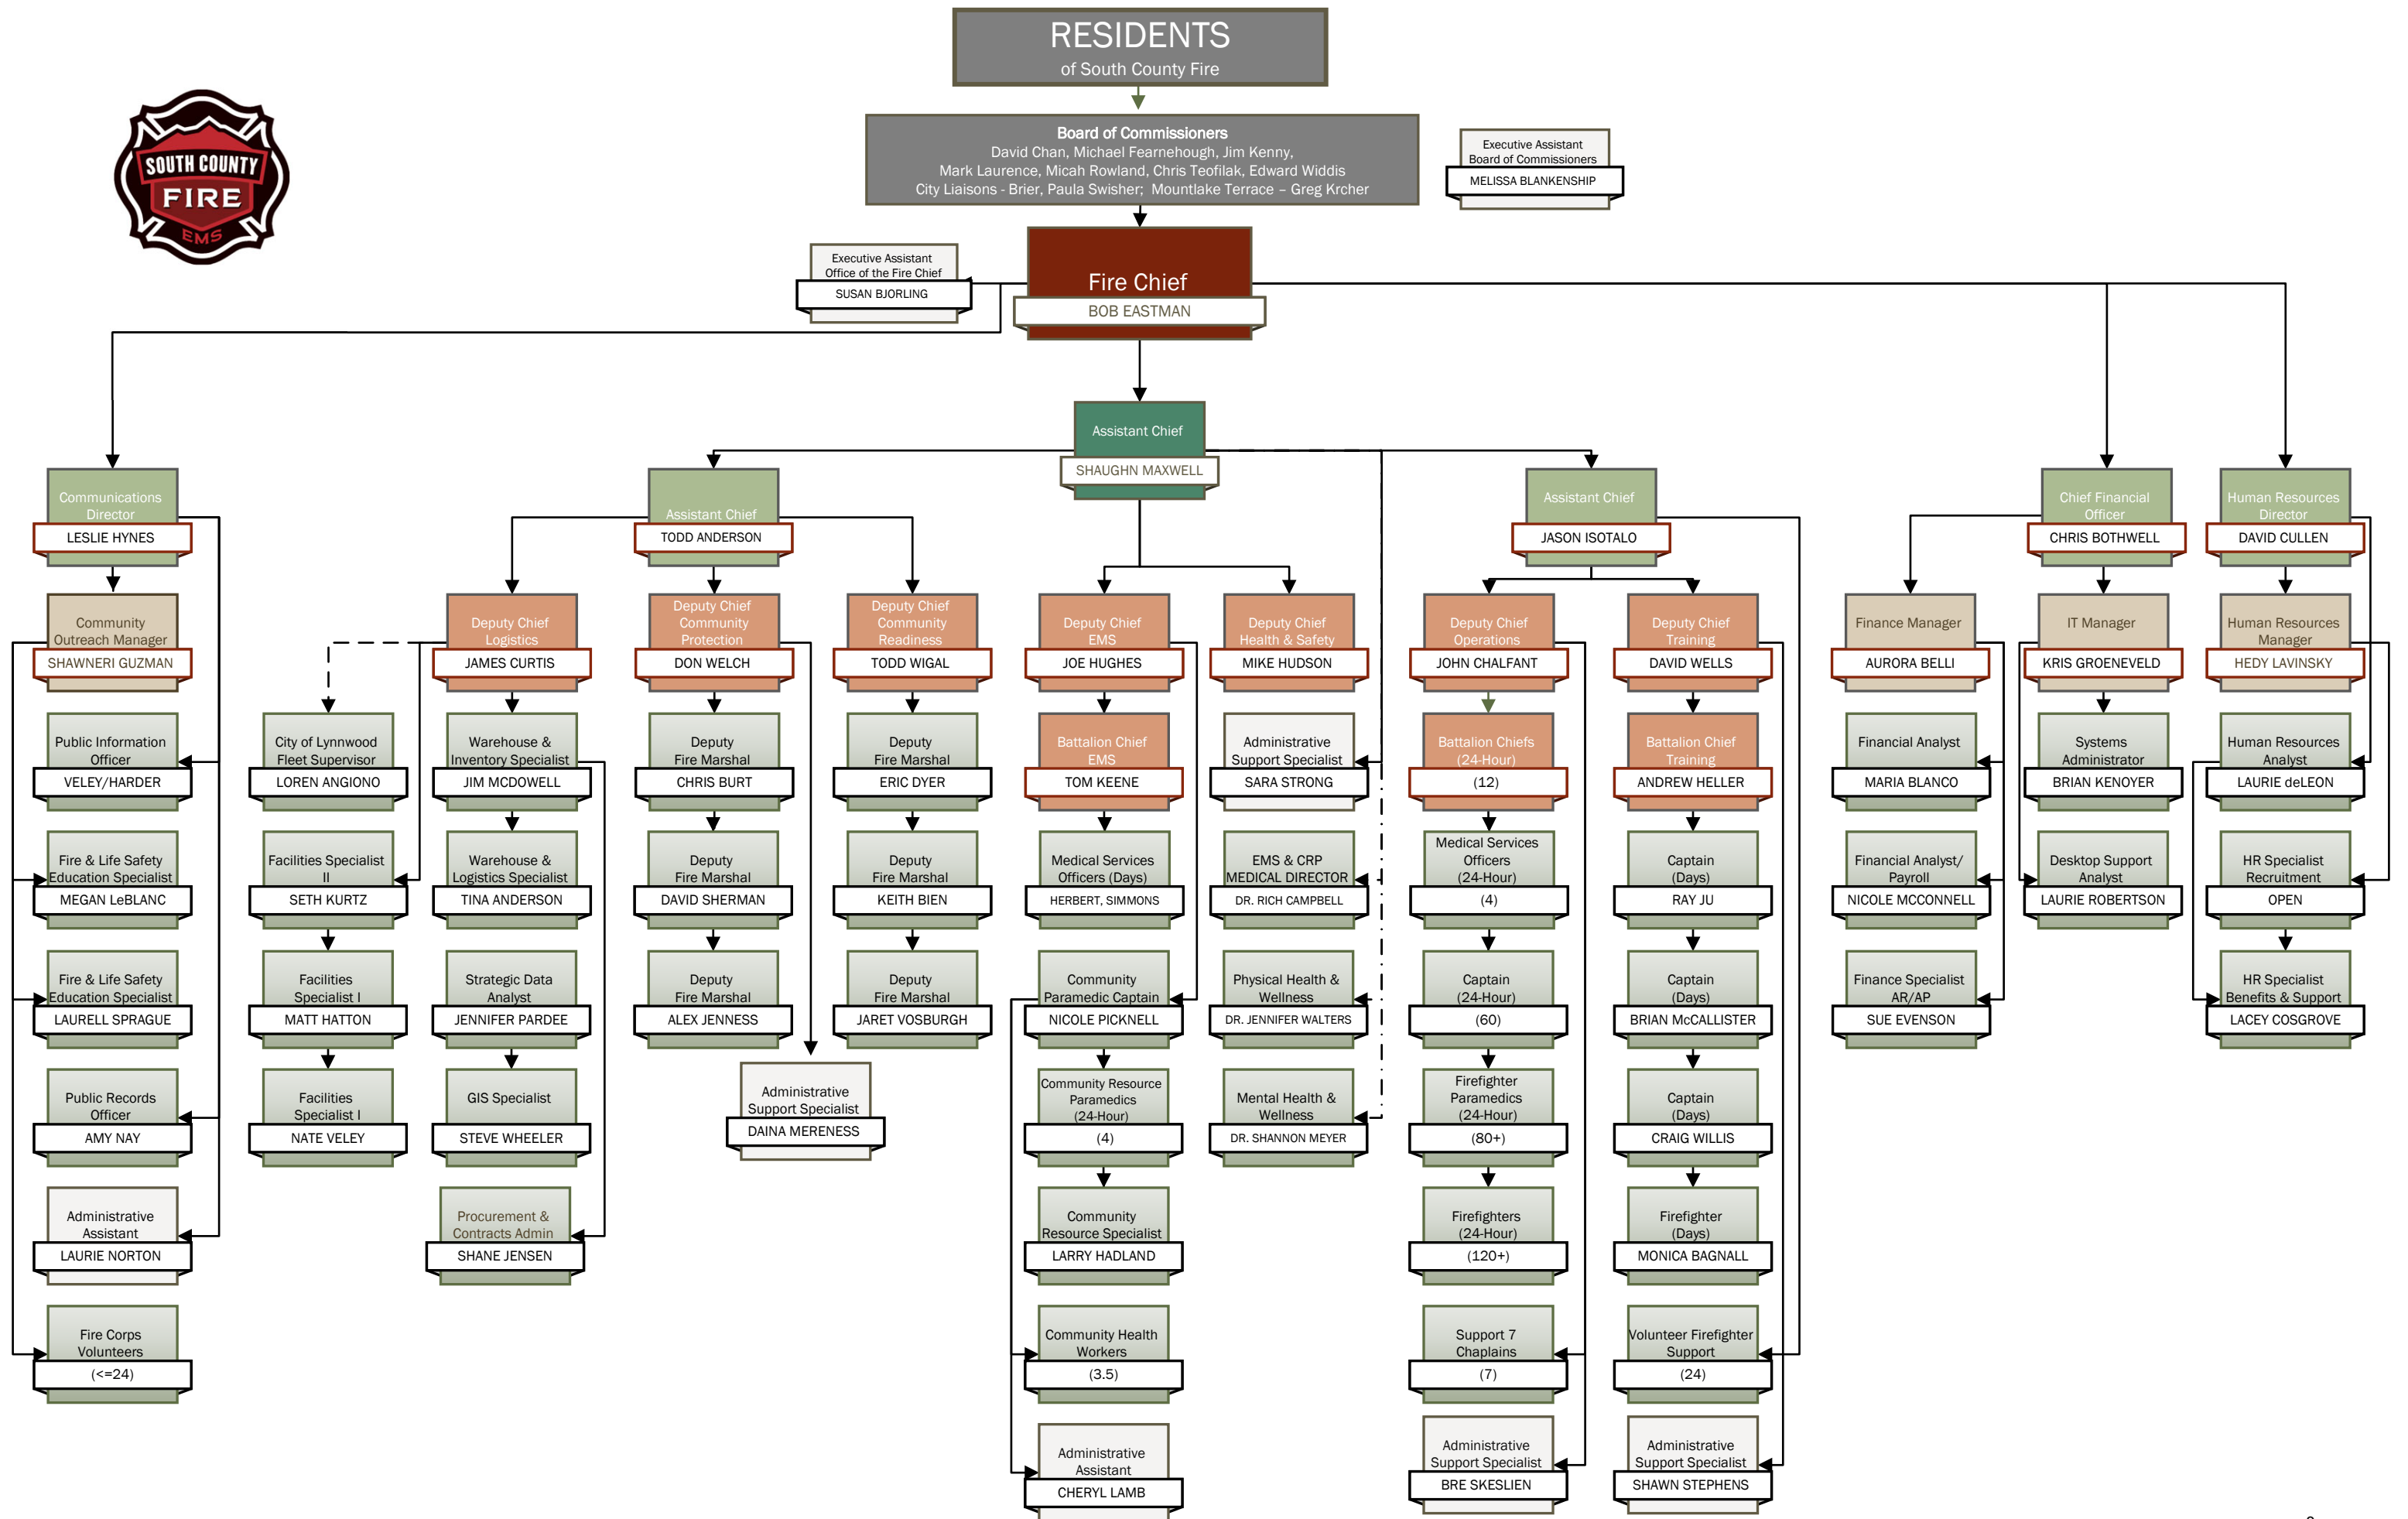 RESIDENTS
of South County Fire
SOUTH COUNTY
FIRE
EMS
Board of Commissioners
David Chan, Michael Fearnehough, Jim Kenny,
Mark Laurence, Micah Rowland, Chris Teofilak, Edward Widdis
City Liaisons - Brier, Paula Swisher; Mountlake Terrace – Greg Krcher
Executive Assistant
Board of Commissioners
MELISSA BLANKENSHIP
Executive Assistant
Office of the Fire Chief
SUSAN BJORLING
Fire Chief
BOB EASTMAN
Assistant Chief
SHAUGHN MAXWELL
Communications
Director
LESLIE HYNES
Community
Outreach Manager
SHAWNERI GUZMAN
Public Information
Officer
VELEY/HARDER
Fire & Life Safety
Education Specialist
MEGAN LeBLANC
Fire & Life Safety
Education Specialist
LAURELL SPRAGUE
Public Records
Officer
AMY NAY
Administrative
Assistant
LAURIE NORTON
Fire Corps
Volunteers
(<=24)
Assistant Chief
TODD ANDERSON
Deputy Chief
Logistics
JAMES CURTIS
City of Lynnwood
Fleet Supervisor
LOREN ANGIONO
Facilities Specialist
II
SETH KURTZ
Facilities
Specialist I
MATT HATTON
Facilities
Specialist I
NATE VELEY
Warehouse &
Inventory Specialist
JIM MCDOWELL
Warehouse &
Logistics Specialist
TINA ANDERSON
Strategic Data
Analyst
JENNIFER PARDEE
GIS Specialist
STEVE WHEELER
Procurement &
Contracts Admin
SHANE JENSEN
Deputy Chief
Community
Protection
DON WELCH
Deputy
Fire Marshal
CHRIS BURT
Deputy
Fire Marshal
DAVID SHERMAN
Deputy
Fire Marshal
ALEX JENNESS
Administrative
Support Specialist
DAINA MERENESS
Deputy Chief
Community
Readiness
TODD WIGAL
Deputy
Fire Marshal
ERIC DYER
Deputy
Fire Marshal
KEITH BIEN
Deputy
Fire Marshal
JARET VOSBURGH
Deputy Chief
EMS
JOE HUGHES
Battalion Chief
EMS
TOM KEENE
Medical Services
Officers (Days)
HERBERT, SIMMONS
Community
Paramedic Captain
NICOLE PICKNELL
Community Resource
Paramedics
(24-Hour)
(4)
Community
Resource Specialist
LARRY HADLAND
Community Health
Workers
(3.5)
Administrative
Assistant
CHERYL LAMB
Deputy Chief
Health & Safety
MIKE HUDSON
Administrative
Support Specialist
SARA STRONG
EMS & CRP
MEDICAL DIRECTOR
DR. RICH CAMPBELL
Physical Health &
Wellness
DR. JENNIFER WALTERS
Mental Health &
Wellness
DR. SHANNON MEYER
Assistant Chief
JASON ISOTALO
Deputy Chief
Operations
JOHN CHALFANT
Battalion Chiefs
(24-Hour)
(12)
Medical Services
Officers
(24-Hour)
(4)
Captain
(24-Hour)
(60)
Firefighter
Paramedics
(24-Hour)
(80+)
Firefighters
(24-Hour)
(120+)
Support 7
Chaplains
(7)
Administrative
Support Specialist
BRE SKESLIEN
Deputy Chief
Training
DAVID WELLS
Battalion Chief
Training
ANDREW HELLER
Captain
(Days)
RAY JU
Captain
(Days)
BRIAN McCALLISTER
Captain
(Days)
CRAIG WILLIS
Firefighter
(Days)
MONICA BAGNALL
Volunteer Firefighter
Support
(24)
Administrative
Support Specialist
SHAWN STEPHENS
Chief Financial
Officer
CHRIS BOTHWELL
Finance Manager
AURORA BELLI
Financial Analyst
MARIA BLANCO
Financial Analyst/
Payroll
NICOLE MCCONNELL
Finance Specialist
AR/AP
SUE EVENSON
IT Manager
KRIS GROENEVELD
Systems
Administrator
BRIAN KENOYER
Desktop Support
Analyst
LAURIE ROBERTSON
Human Resources
Director
DAVID CULLEN
Human Resources
Manager
HEDY LAVINSKY
Human Resources
Analyst
LAURIE deLEON
HR Specialist
Recruitment
OPEN
HR Specialist
Benefits & Support
LACEY COSGROVE